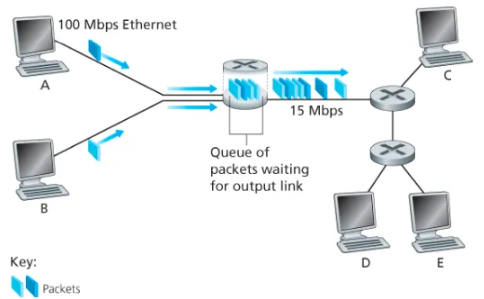 100 Mbps Ethernet
A
C
15 Mbps
Queue of
packets waiting
for output link
B
D
E
Key:
Packets